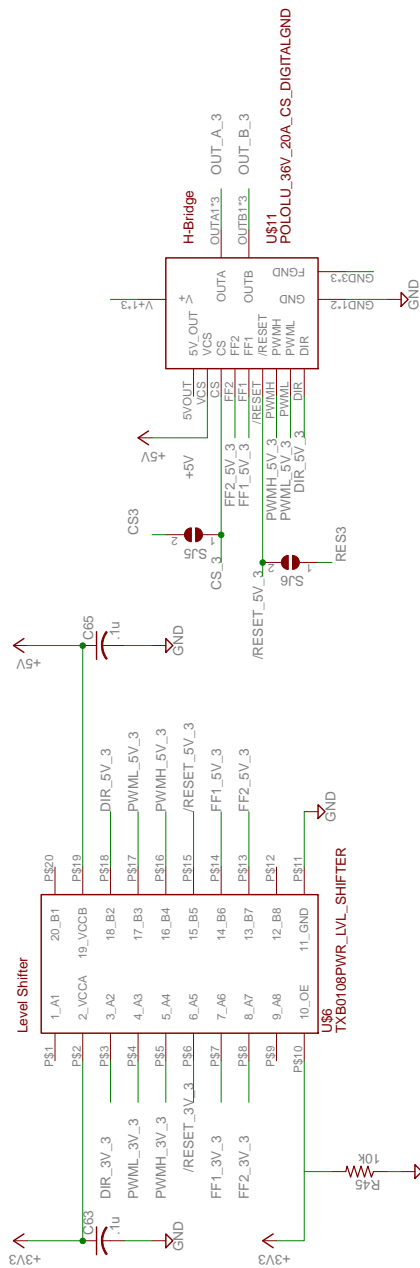 Level Shifter
P$1
1_A1
20_B1
P$20
P$2
2_VCCA
19_VCCB
P$19
DIR_3V_3
P$3
3_A2
18_B2
P$18
DIR_5V_3
PWML_3V_3
P$4
4_A3
17_B3
P$17
PWML_5V_3
PWMH_3V_3
P$5
5_A4
16_B4
P$16
PWMH_5V_3
/RESET_3V_3
P$6
6_A5
15_B5
P$15
/RESET_5V_3
FF1_3V_3
P$7
7_A6
14_B6
P$14
FF1_5V_3
FF2_3V_3
P$8
8_A7
13_B7
P$13
FF2_5V_3
P$9
9_A8
12_B8
P$12
P$10
10_OE
11_GND
P$11
U$6
TXB0108PWR_LVL_SHIFTER
+3V3
C63
.1u
GND
+3V3
R45
10k
GND
+5V
C65
.1u
GND
H-Bridge
+5V
+5V
CS3
SJ5
1
2
CS_3
FF2_5V_3
FF1_5V_3
/RESET_5V_3
PWMH_5V_3
PWML_5V_3
DIR_5V_3
SJ6
1
2
RES3
5VOUT
VCS
CS
FF2
FF1
/RESET
PWMH
PWML
DIR
5V_OUT
VCS
CS
FF2
FF1
/RESET
PWMH
PWML
DIR
V+
V+1*3
OUTA
OUTB
OUTA1*3
OUT_A_3
OUTB1*3
OUT_B_3
FGND
GND
GND3*3
GND1*2
GND
U$11
POLOLU_36V_20A_CS_DIGITALGND